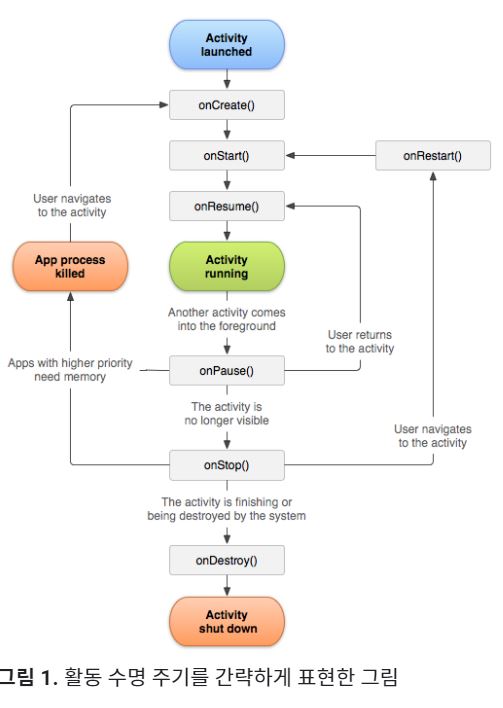 Activity
launched
onCreate()
onStart()
onRestart()
User navigates
to the activity
onResume()
App process
killed
Activity
running
Another activity comes
into the foreground
User returns
to the activity
Apps with higher priority
need memory
onPause()
The activity is
no longer visible
User navigates
to the activity
onStop()
The activity is finishing or
being destroyed by the system
onDestroy()
Activity
shut down
그림 1. 활동 수명 주기를 간략하게 표현한 그림